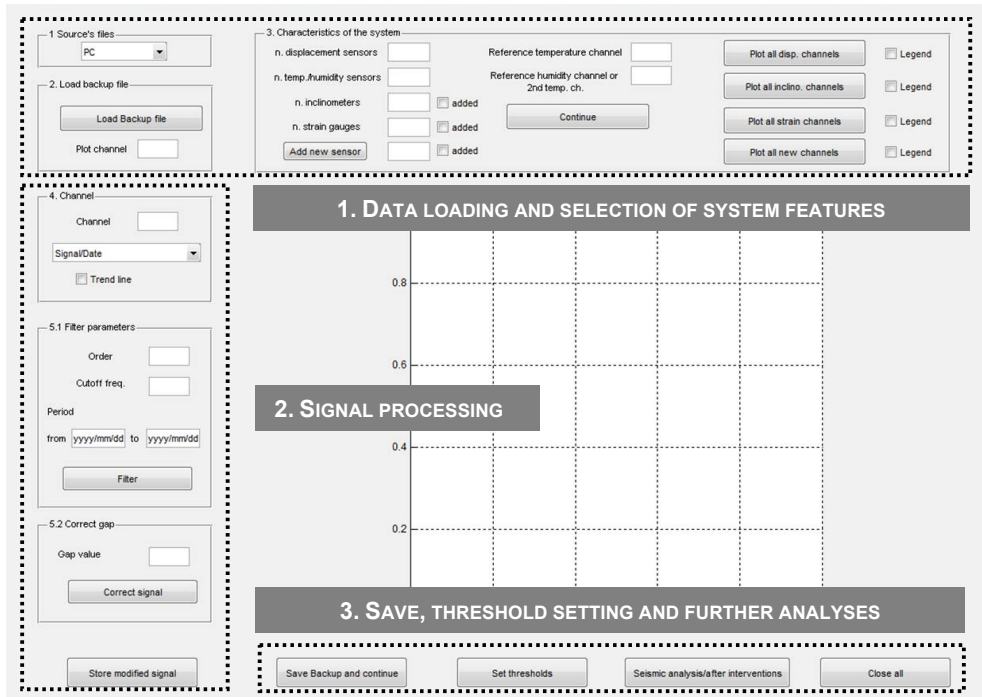 1 Source's files
PC
2. Load backup file
Load Backup file
Plot channel
3. Characteristics of the system
n. displacement sensors
n. temp./humidity sensors
n. inclinometers
added
n. strain gauges
added
Add new sensor
added
Reference temperature channel
Reference humidity channel or
2nd temp. ch.
Continue
Plot all disp. channels
Legend
Plot all inclino. channels
Legend
Plot all strain channels
Legend
Plot all new channels
Legend
1. DATA LOADING AND SELECTION OF SYSTEM FEATURES
4. Channel
Channel
Signal/Date
Trend line
5.1 Filter parameters
Order
Cutoff freq.
Period
from yyyy/mm/dd to yyyy/mm/dd
Filter
5.2 Correct gap
Gap value
Correct signal
Store modified signal
0.8
0.6
2. SIGNAL PROCESSING
0.4
0.2
3. SAVE, THRESHOLD SETTING AND FURTHER ANALYSES
Save Backup and continue
Set thresholds
Seismic analysis/after interventions
Close all